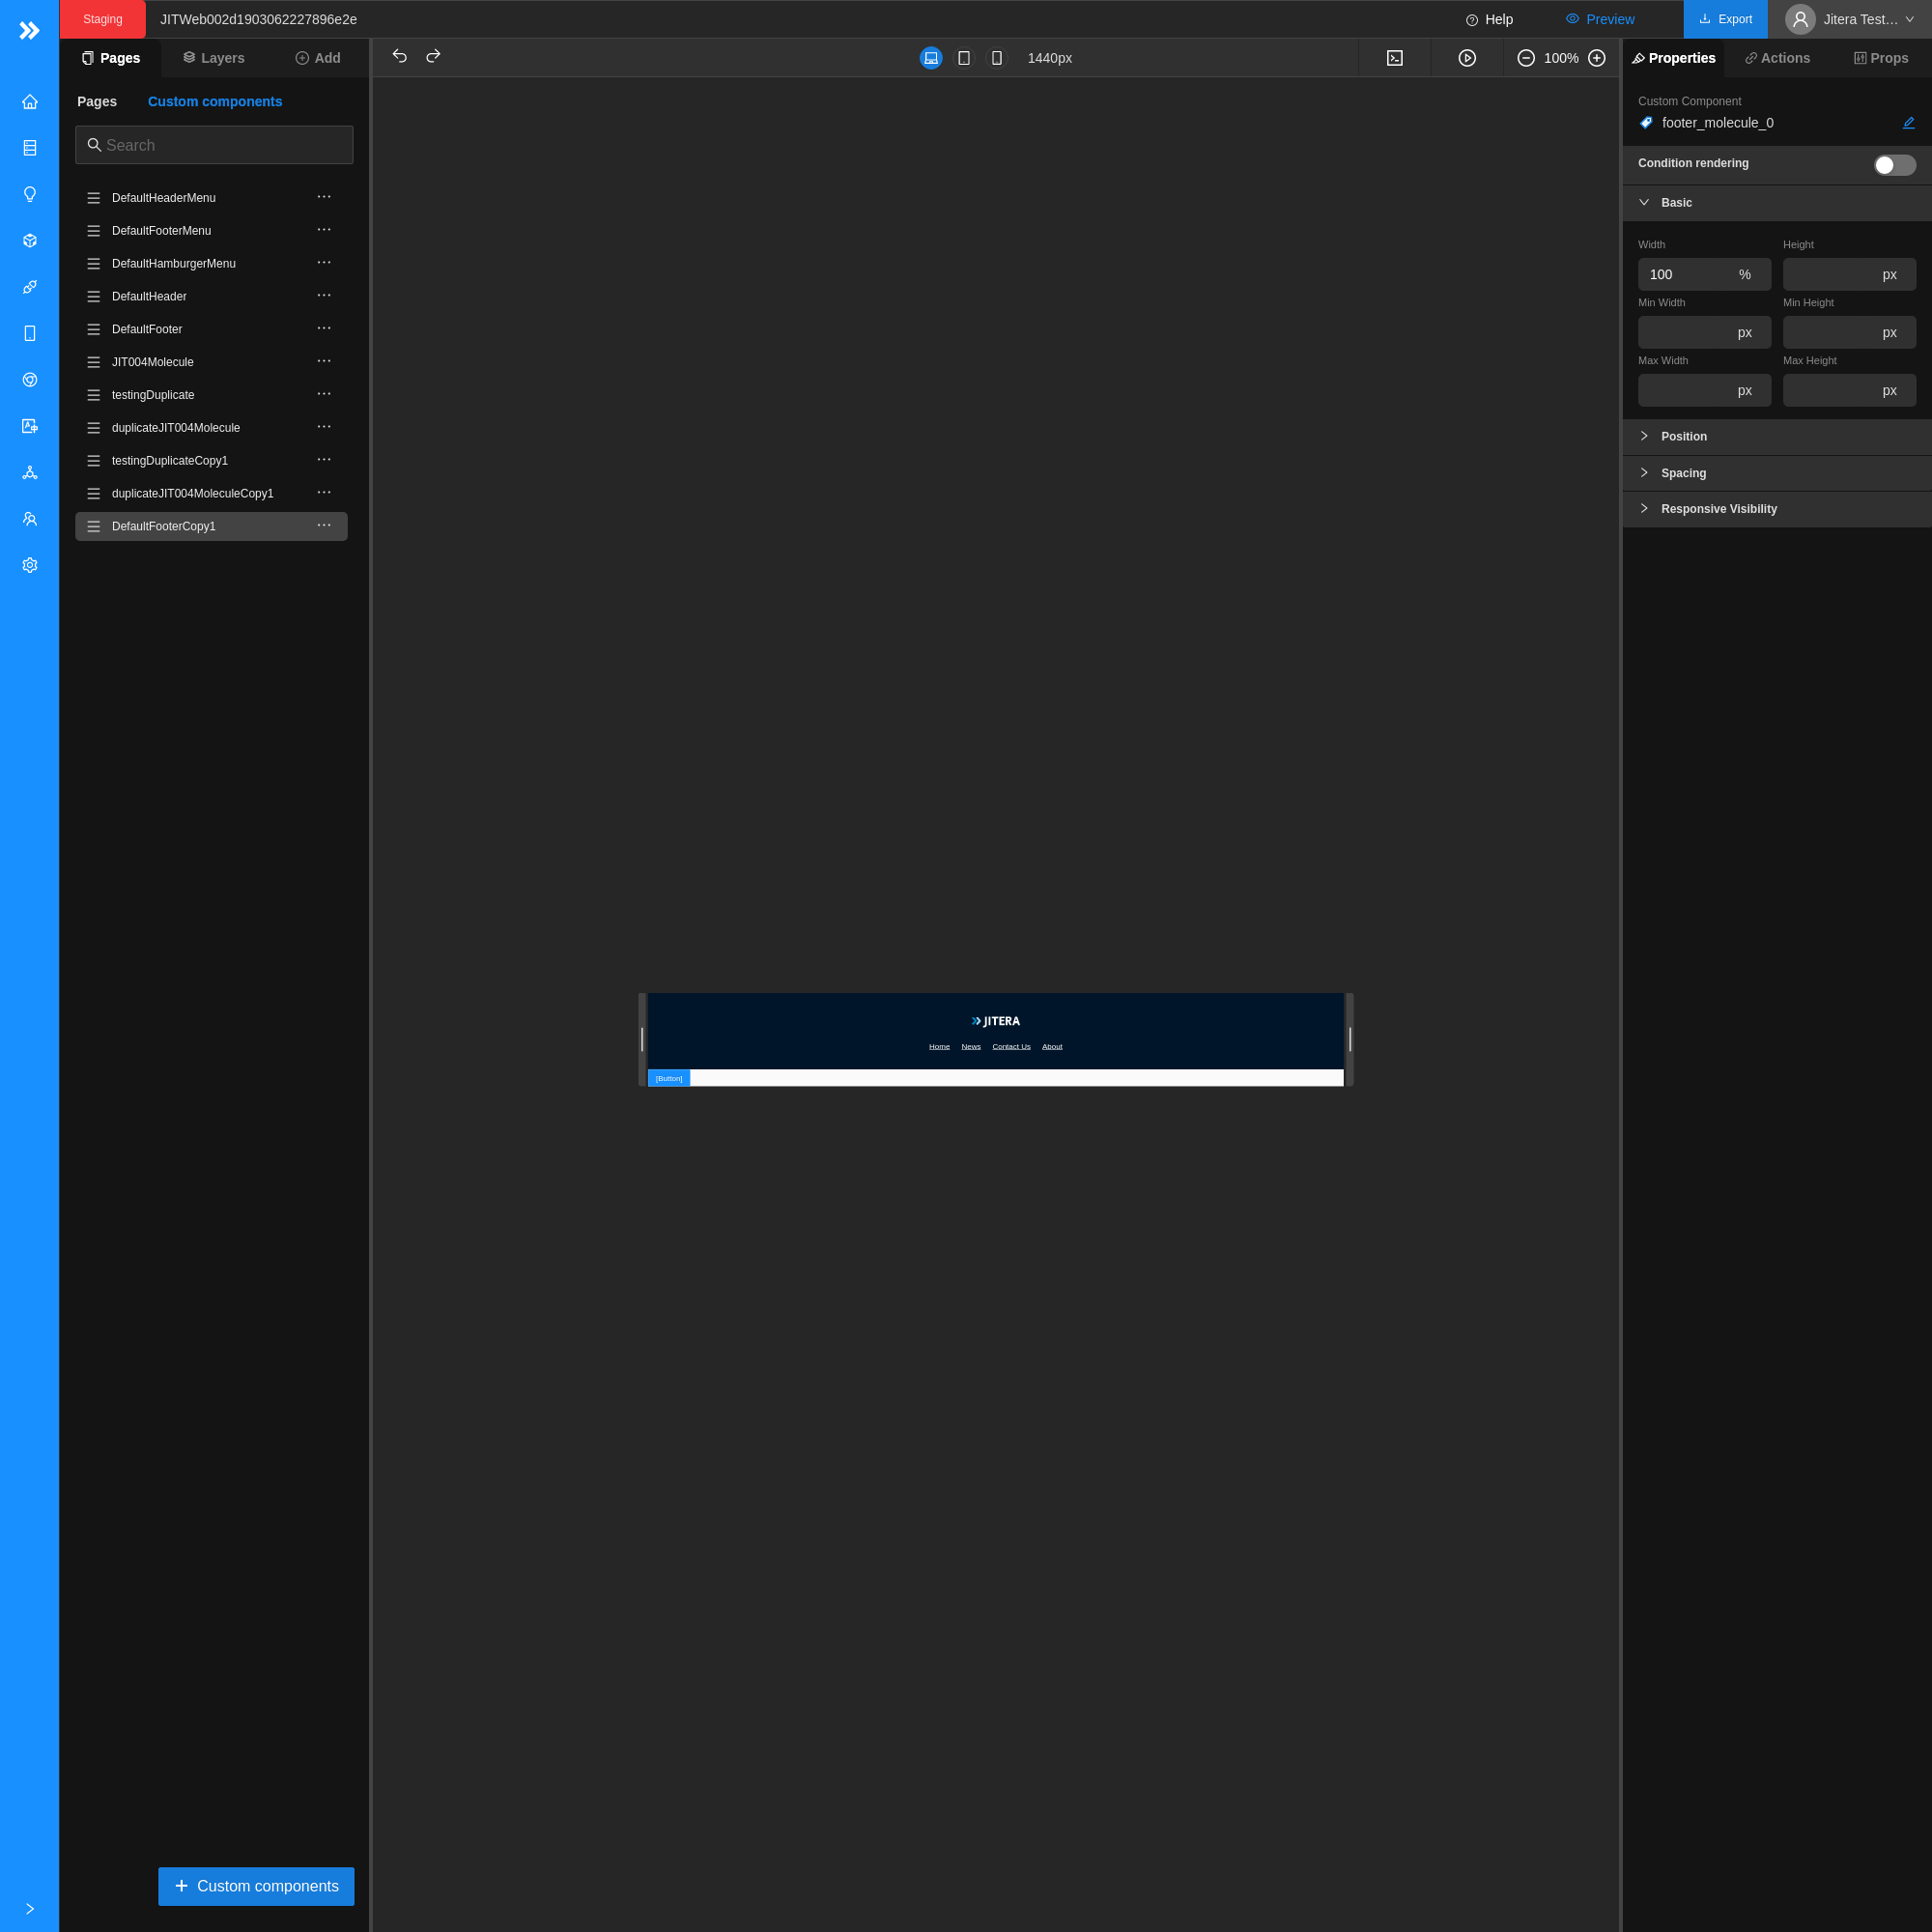 Staging
JITWeb002d1903062227896e2e
Help
Preview
Export
Jitera Test...
Pages
Layers
Add
1440px
100%
Properties
Actions
Props
Pages
Custom components
Search
DefaultHeaderMenu
DefaultFooterMenu
DefaultHamburgerMenu
DefaultHeader
DefaultFooter
JIT004Molecule
testingDuplicate
duplicateJIT004Molecule
testingDuplicateCopy1
duplicateJIT004MoleculeCopy1
DefaultFooterCopy1
Custom components
JITERA
Home News Contact Us About
[Button]
Custom Component
footer_molecule_0
Condition rendering
Basic
Width Height
100 % px
Min Width Min Height
px px
Max Width Max Height
px px
Position
Spacing
Responsive Visibility